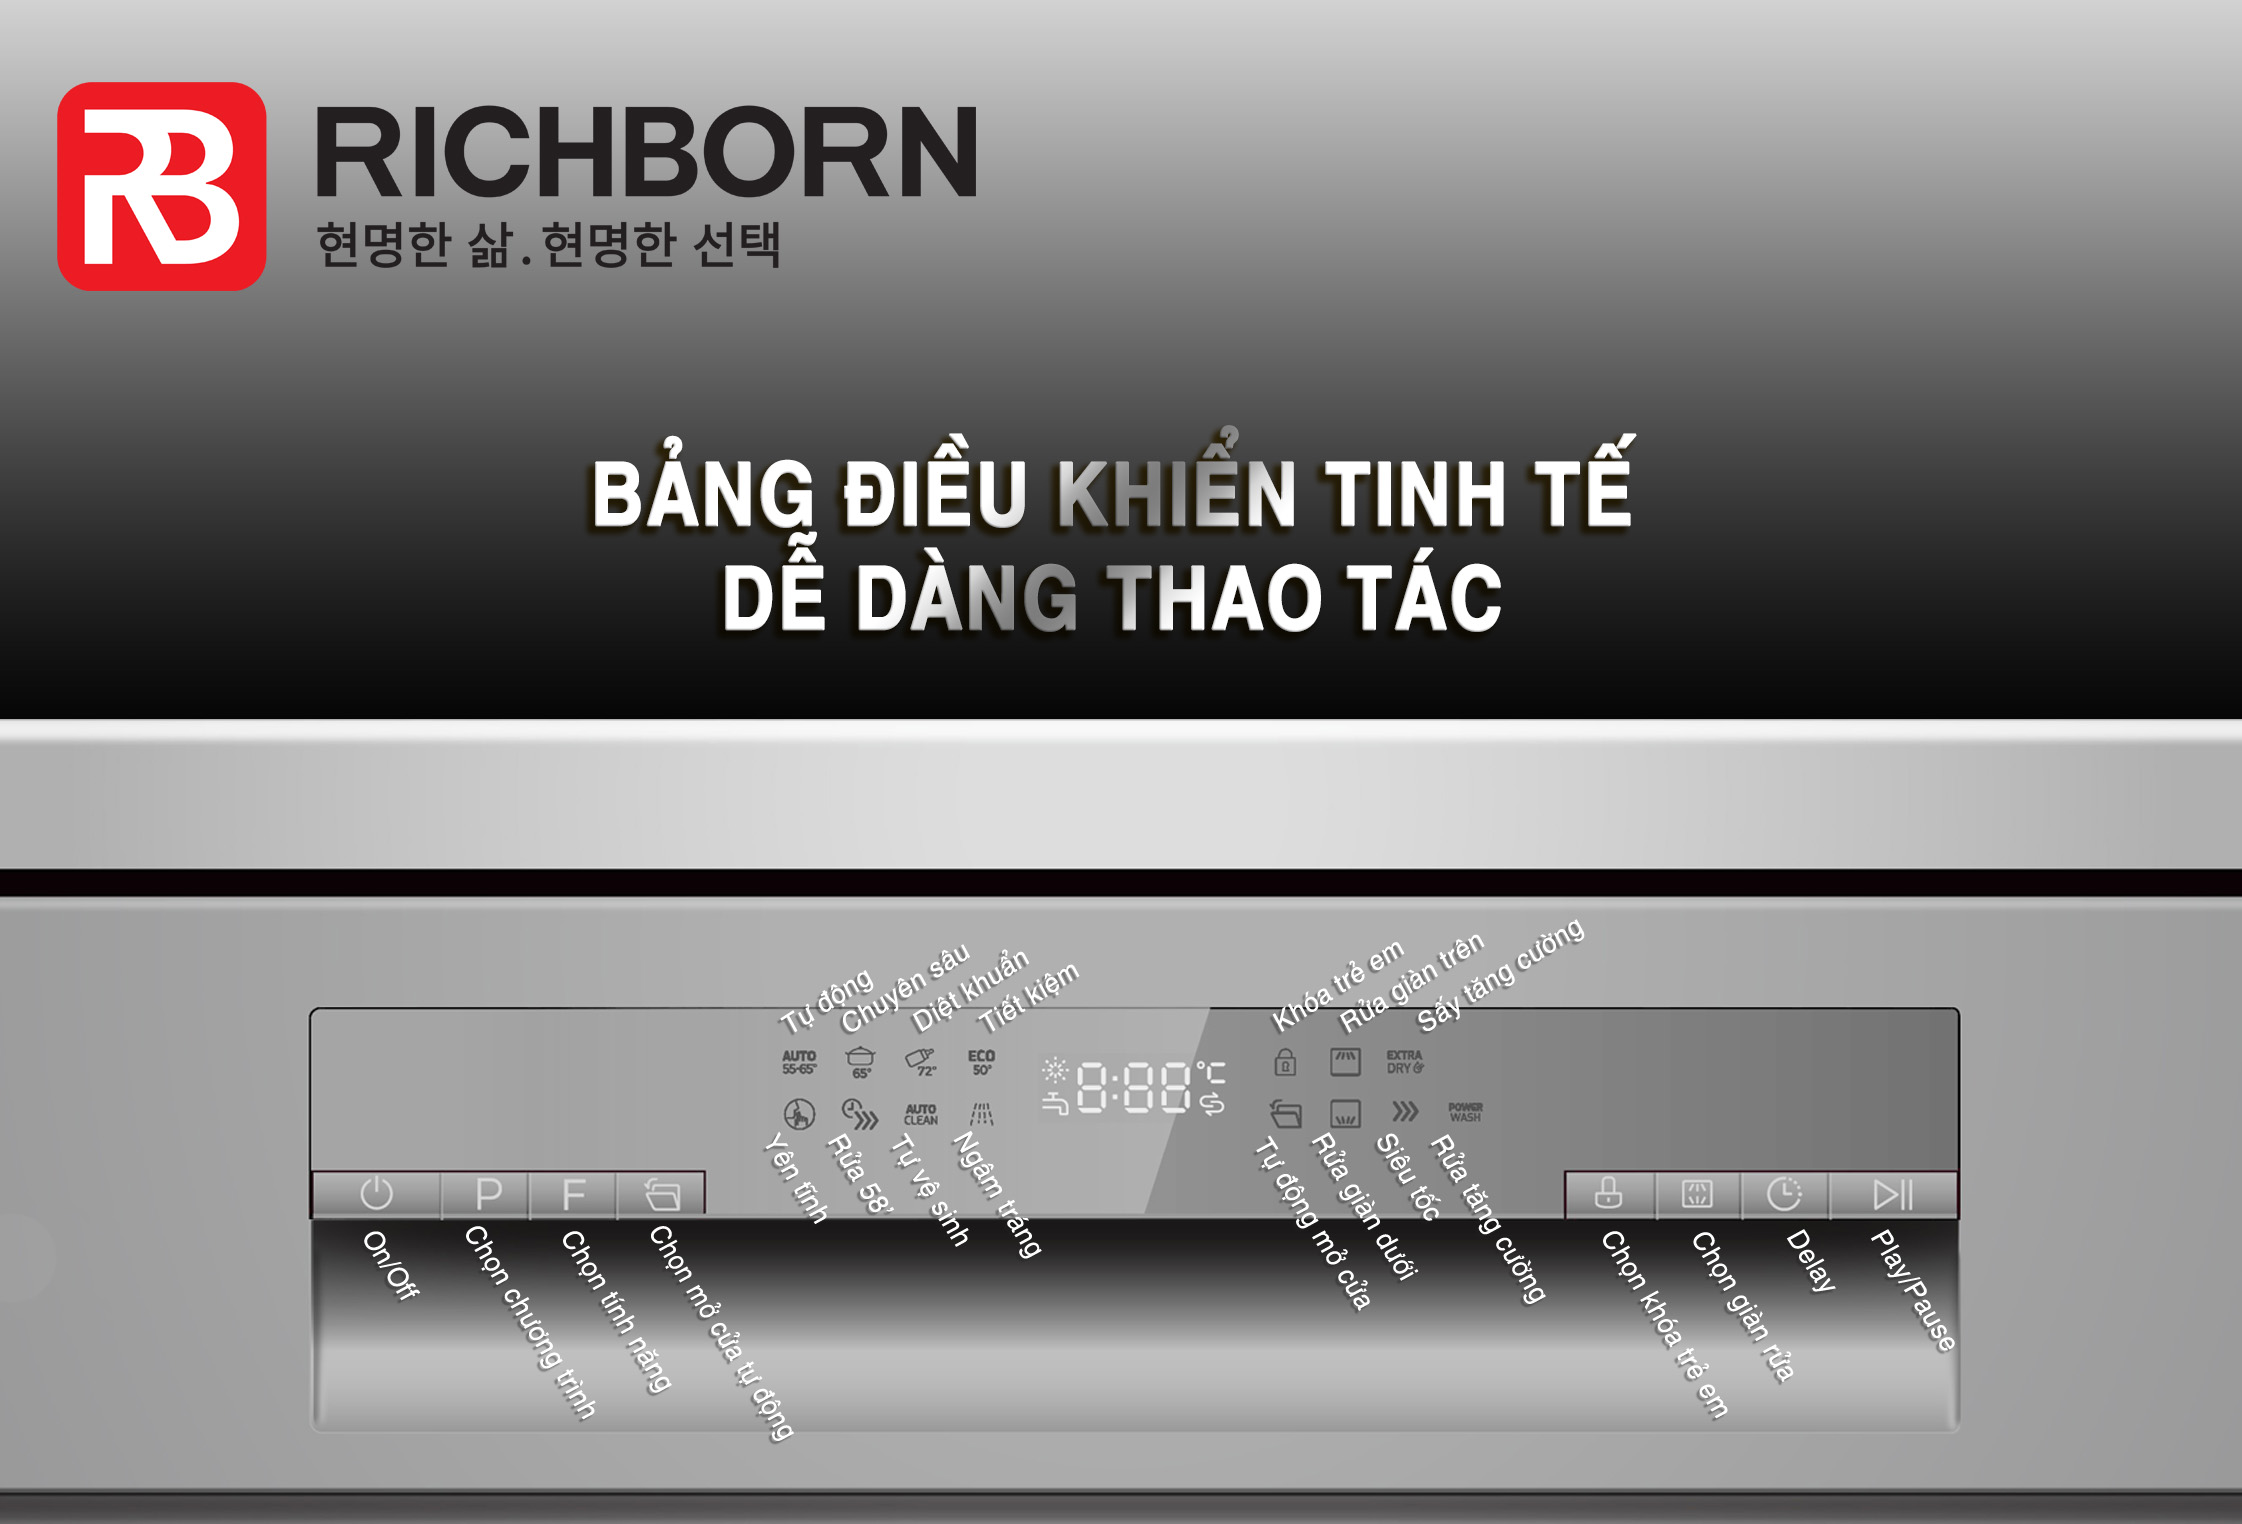 RB RICHBORN
현명한 삶. 현명한 선택
BẢNG ĐIỀU KHIỂN TINH TẾ
DỄ DÀNG THAO TÁC
Tự động
Chuyên sâu
Diệt khuẩn
Tiết kiệm
Khóa trẻ em
Rửa giàn trên
Sấy tăng cường
AUTO
55-65°
65°
72°
ECO
50°
8:88 °C
EXTRA
DRY
AUTO
CLEAN
POWER
WASH
Yên tĩnh
Rửa 58'
Tự vệ sinh
Ngâm tráng
Tự động mở cửa
Rửa giàn dưới
Siêu tốc
Rửa tăng cường
P
F
On/Off
Chọn chương trình
Chọn tính năng
Chọn mở cửa tự động
Chọn khóa trẻ em
Chọn giàn rửa
Delay
Play/Pause